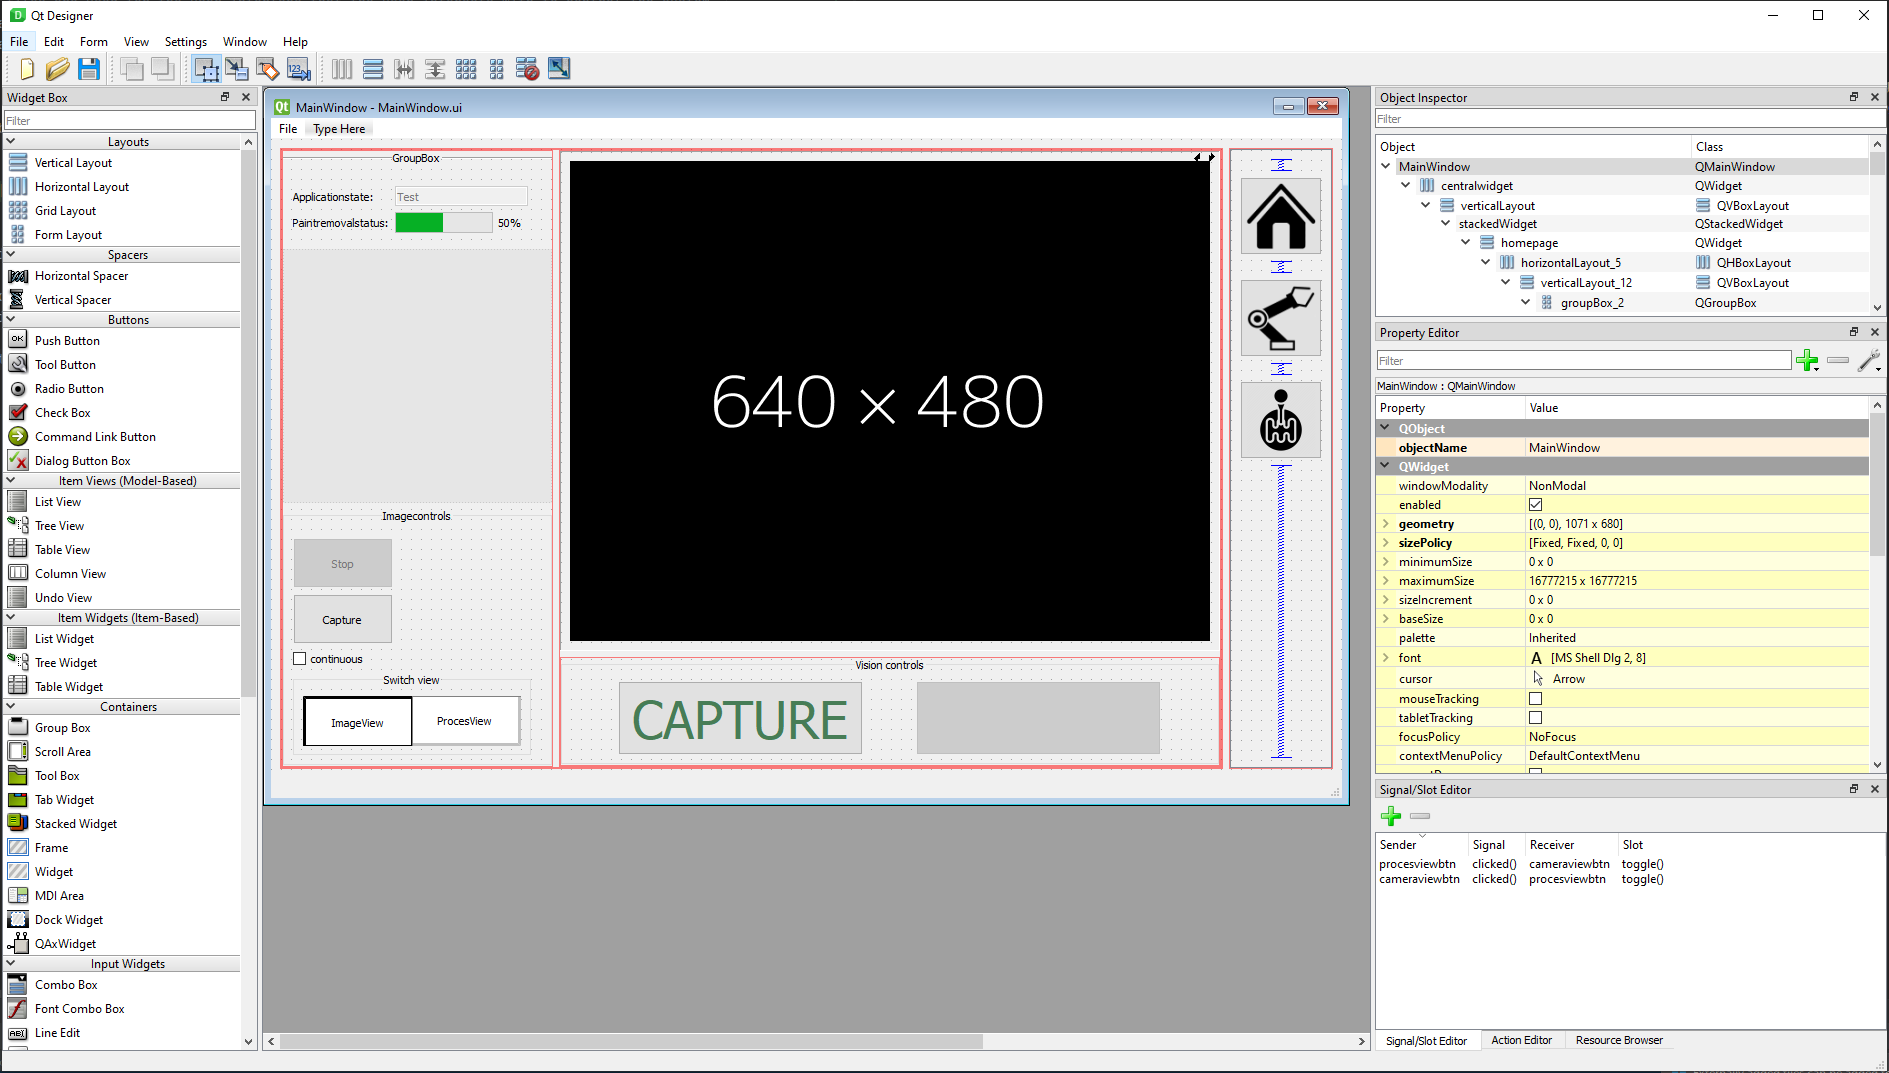 Qt Designer
File Edit Form View Settings Window Help
Widget Box
Filter
Layouts
Vertical Layout
Horizontal Layout
Grid Layout
Form Layout
Spacers
Horizontal Spacer
Vertical Spacer
Buttons
Push Button
Tool Button
Radio Button
Check Box
Command Link Button
Dialog Button Box
Item Views (Model-Based)
List View
Tree View
Table View
Column View
Undo View
Item Widgets (Item-Based)
List Widget
Tree Widget
Table Widget
Containers
Group Box
Scroll Area
Tool Box
Tab Widget
Stacked Widget
Frame
Widget
MDI Area
Dock Widget
QAxWidget
Input Widgets
Combo Box
Font Combo Box
Line Edit
MainWindow - MainWindow.ui
File Type Here
GroupBox
Applicationstate: Test
Paintremovalstatus: 50%
Imagecontrols
Stop
Capture
continuous
Switch view
ImageView ProcesView
640 × 480
Vision controls
CAPTURE
Object Inspector
Filter
Object Class
MainWindow QMainWindow
centralwidget QWidget
verticalLayout QVBoxLayout
stackedWidget QStackedWidget
homepage QWidget
horizontalLayout_5 QHBoxLayout
verticalLayout_12 QVBoxLayout
groupBox_2 QGroupBox
Property Editor
Filter
MainWindow : QMainWindow
Property Value
QObject
objectName MainWindow
QWidget
windowModality NonModal
enabled
geometry [(0, 0), 1071 x 680]
sizePolicy [Fixed, Fixed, 0, 0]
minimumSize 0 x 0
maximumSize 16777215 x 16777215
sizeIncrement 0 x 0
baseSize 0 x 0
palette Inherited
font A [MS Shell Dlg 2, 8]
cursor Arrow
mouseTracking
tabletTracking
focusPolicy NoFocus
contextMenuPolicy DefaultContextMenu
Signal/Slot Editor
Sender Signal Receiver Slot
procesviewbtn clicked() cameraviewbtn toggle()
cameraviewbtn clicked() procesviewbtn toggle()
Signal/Slot Editor Action Editor Resource Browser